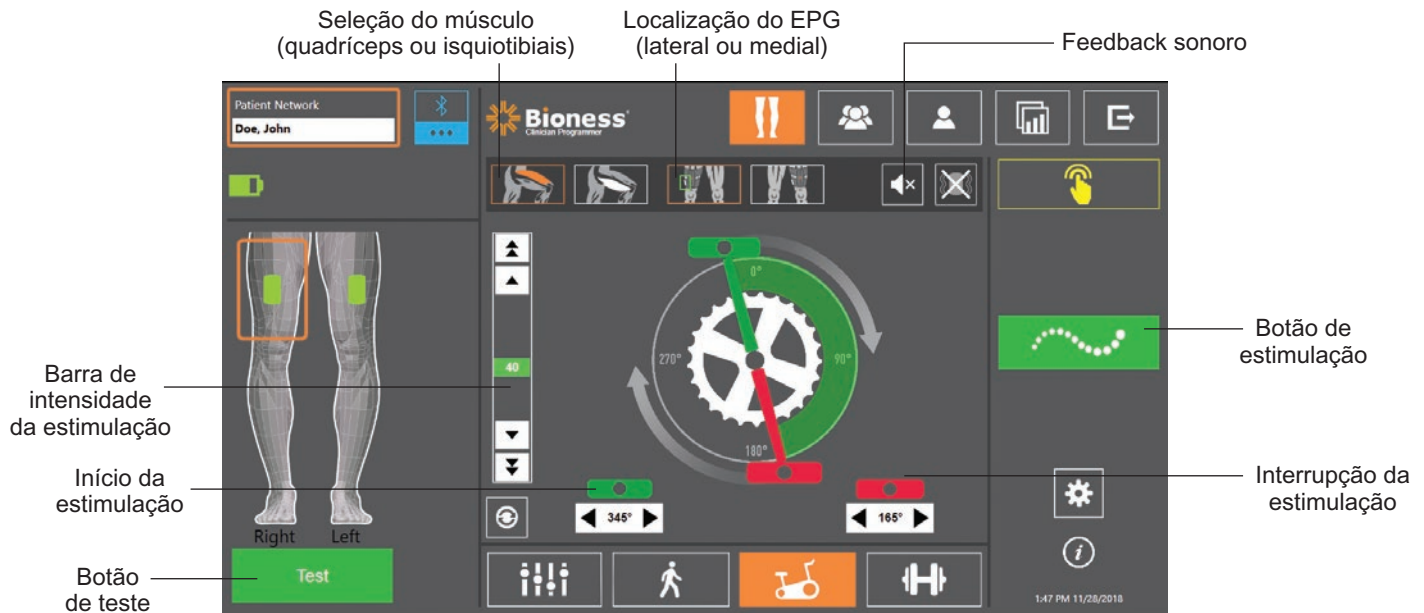 Seleção do músculo
(quadríceps ou isquiotibiais)
Localização do EPG
(lateral ou medial)
Feedback sonoro
Patient Network
Doe, John
Bioness
Clinician Programmer
0°
90°
180°
270°
40
Barra de
intensidade
da estimulação
Início da
estimulação
Botão
de teste
Botão de
estimulação
Interrupção da
estimulação
345°
165°
Right
Left
Test
1:47 PM 11/28/2018